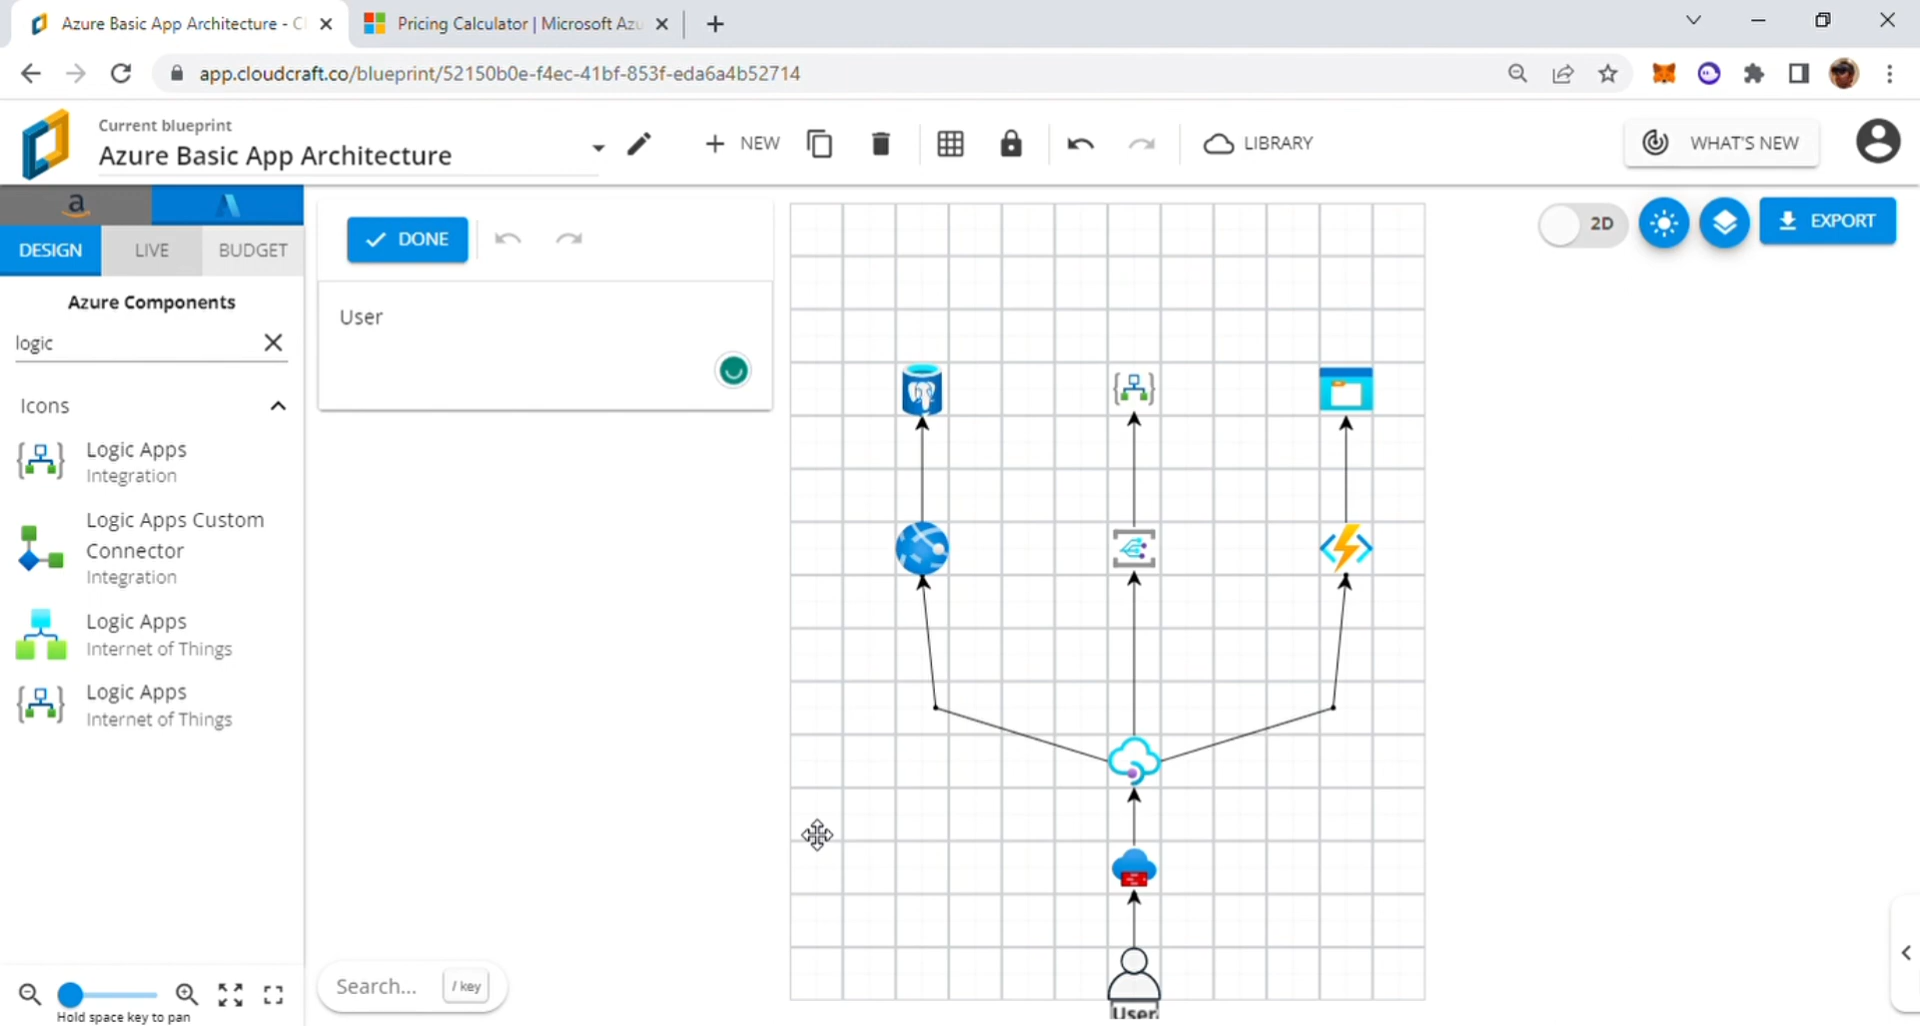 Azure Basic App Architecture - C
Pricing Calculator | Microsoft Azu
app.cloudcraft.co/blueprint/52150b0e-f4ec-41bf-853f-eda6a4b52714
Current blueprint
Azure Basic App Architecture
NEW
LIBRARY
WHAT'S NEW
a
DESIGN
LIVE
BUDGET
DONE
2D
EXPORT
Azure Components
logic
User
Icons
Logic Apps
Integration
Logic Apps Custom
Connector
Integration
Logic Apps
Internet of Things
Logic Apps
Internet of Things
Search...
/ key
Hold space key to pan
User